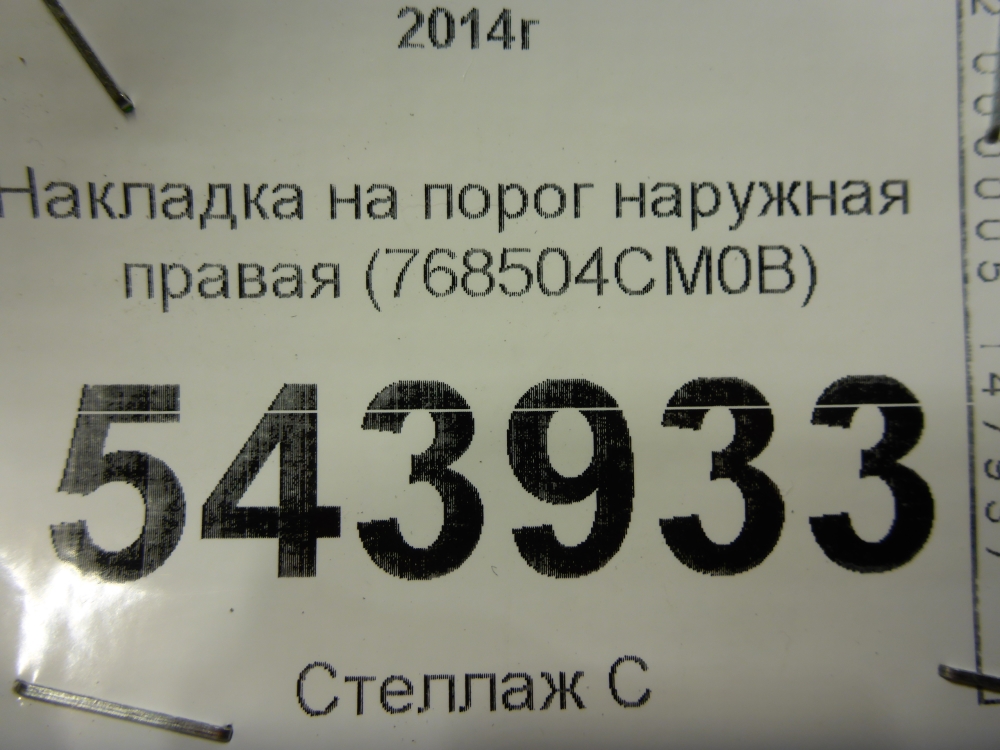 2014г
Накладка на порог наружная
правая (768504CM0B)
543933
Стеллаж С